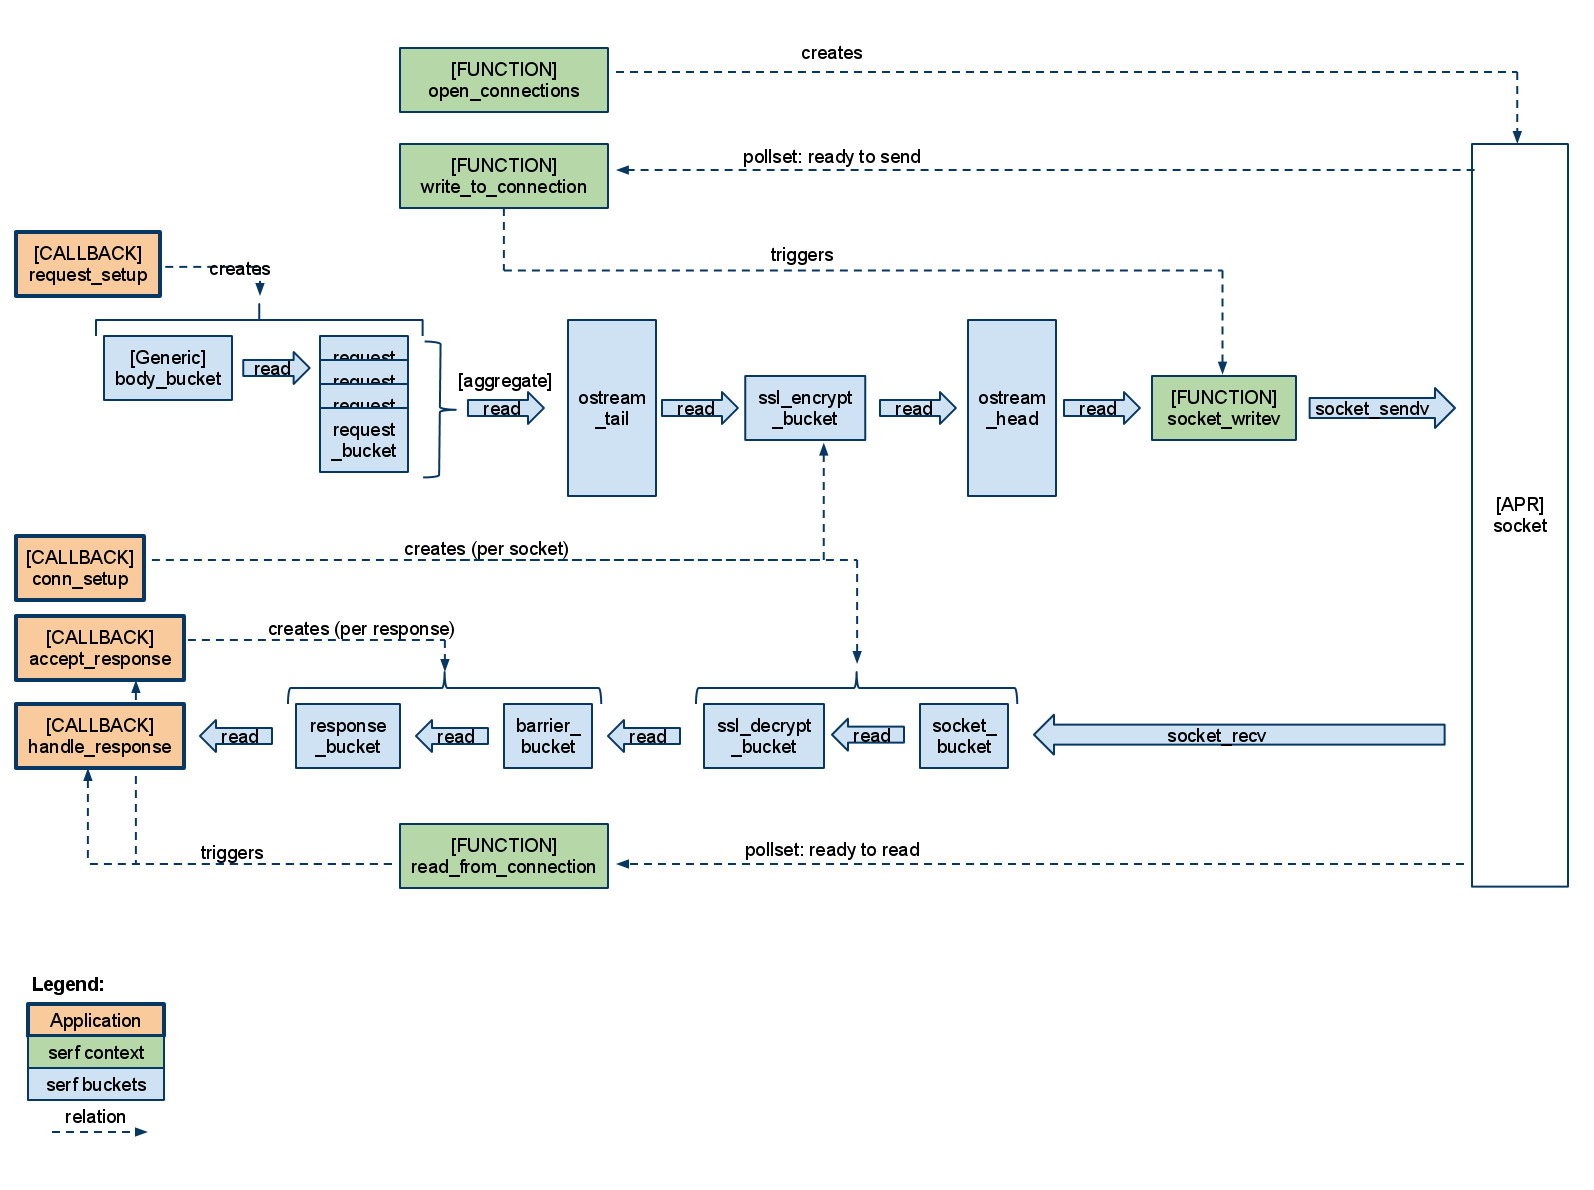 creates
[FUNCTION]
open_connections
pollset: ready to send
[FUNCTION]
write_to_connection
[CALLBACK]
request_setup
creates
triggers
[Generic]
body_bucket
read
request
request
request
request
_bucket
[aggregate]
read
ostream
_tail
read
ssl_encrypt
_bucket
read
ostream
_head
read
[FUNCTION]
socket_writev
socket_sendv
[APR]
socket
[CALLBACK]
conn_setup
creates (per socket)
[CALLBACK]
accept_response
creates (per response)
[CALLBACK]
handle_response
read
response
_bucket
read
barrier_
bucket
read
ssl_decrypt
_bucket
read
socket_
bucket
socket_recv
triggers
[FUNCTION]
read_from_connection
pollset: ready to read
Legend:
Application
serf context
serf buckets
relation